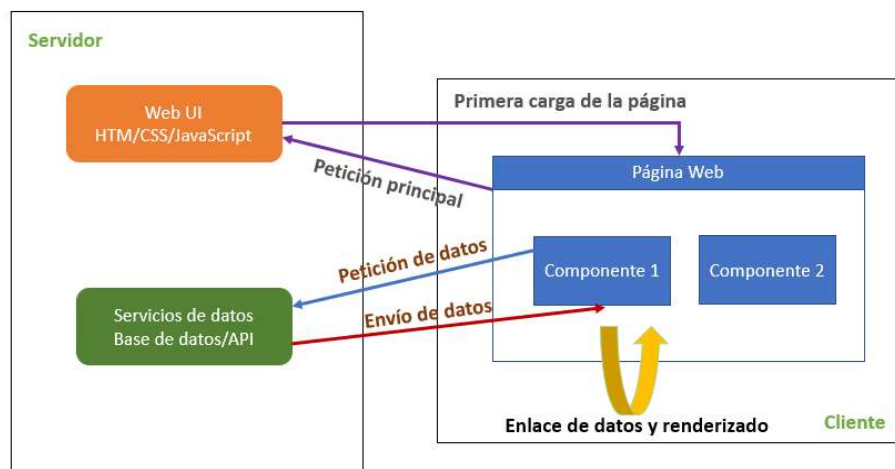 Servidor
Web UI
HTM/CSS/JavaScript
Primera carga de la página
Petición principal
Página Web
Petición de datos
Componente 1
Componente 2
Servicios de datos
Base de datos/API
Envío de datos
Enlace de datos y renderizado
Cliente